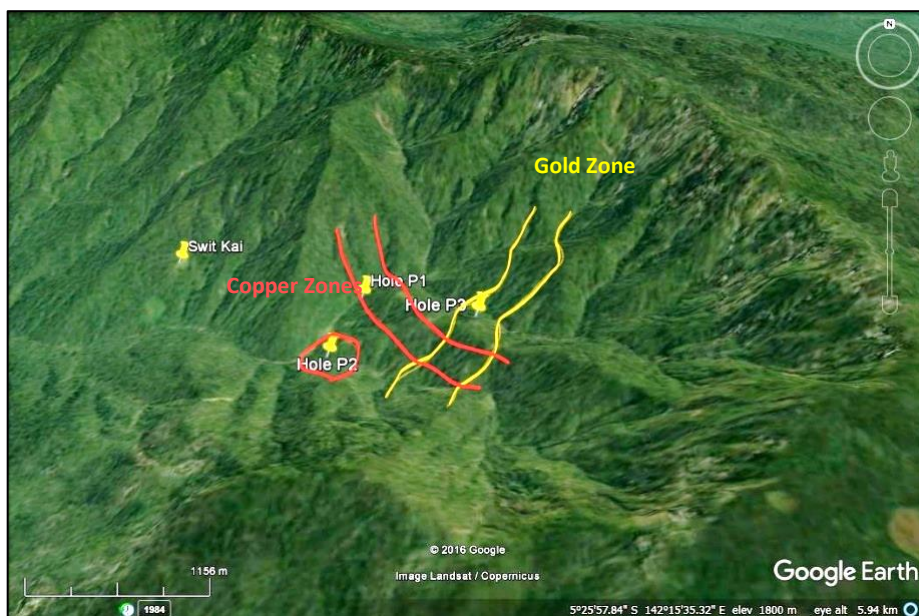 N
Gold Zone
Swit Kai
Copper Zones
Hole P1
Hole P3
Hole P2
© 2016 Google
Image Landsat / Copernicus
Google Earth
1156 m
1984
5°25'57.84" S 142°15'35.32" E elev 1800 m eye alt 5.94 km